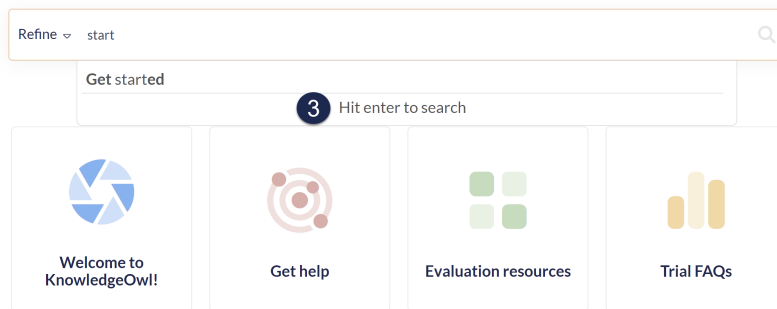 Refine start
Get started
3 Hit enter to search
Welcome to
KnowledgeOwl!
Get help
Evaluation resources
Trial FAQs